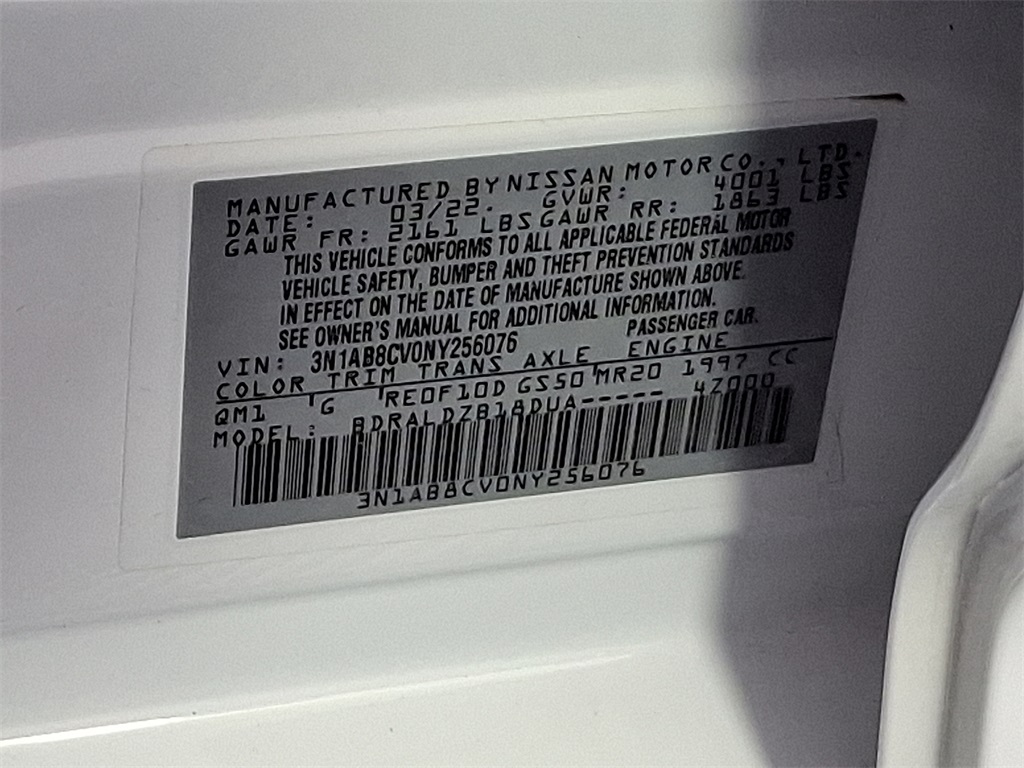 MANUFACTURED BY NISSAN MOTOR CO., LTD.
DATE: 03/22. GVWR: 4001 LBS
GAWR FR: 2161 LBS GAWR RR: 1863 LBS
THIS VEHICLE CONFORMS TO ALL APPLICABLE FEDERAL MOTOR
VEHICLE SAFETY, BUMPER AND THEFT PREVENTION STANDARDS
IN EFFECT ON THE DATE OF MANUFACTURE SHOWN ABOVE.
SEE OWNER'S MANUAL FOR ADDITIONAL INFORMATION.
VIN: 3N1AB8CV0NY256076 PASSENGER CAR.
COLOR TRIM TRANS AXLE ENGINE
QM1 G RE0F10D GS50 MR20 1997 CC
MODEL: BDRALDZB18DUA----- 4Z000
3N1AB8CV0NY256076